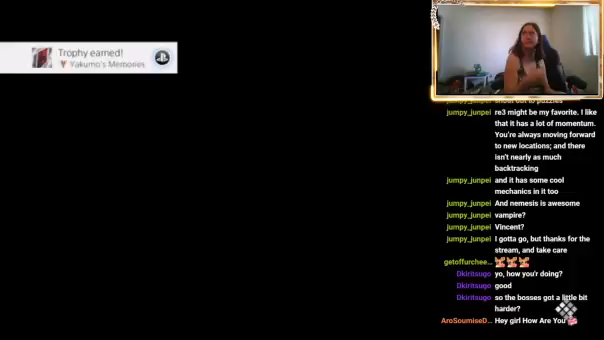 Trophy earned!
Yakumo's Memories
jumpy_junpei re3 might be my favorite. I like
that it has a lot of momentum.
You're always moving forward
to new locations; and there
isn't nearly as much
backtracking
jumpy_junpei and it has some cool
mechanics in it too
jumpy_junpei And nemesis is awesome
jumpy_junpei vampire?
jumpy_junpei Vincent?
jumpy_junpei I gotta go, but thanks for the
stream, and take care
getoffurchee...
Dkiritsugo yo, how you'r doing?
Dkiritsugo good
Dkiritsugo so the bosses got a little bit
harder?
AroSoumiseD... Hey girl How Are You